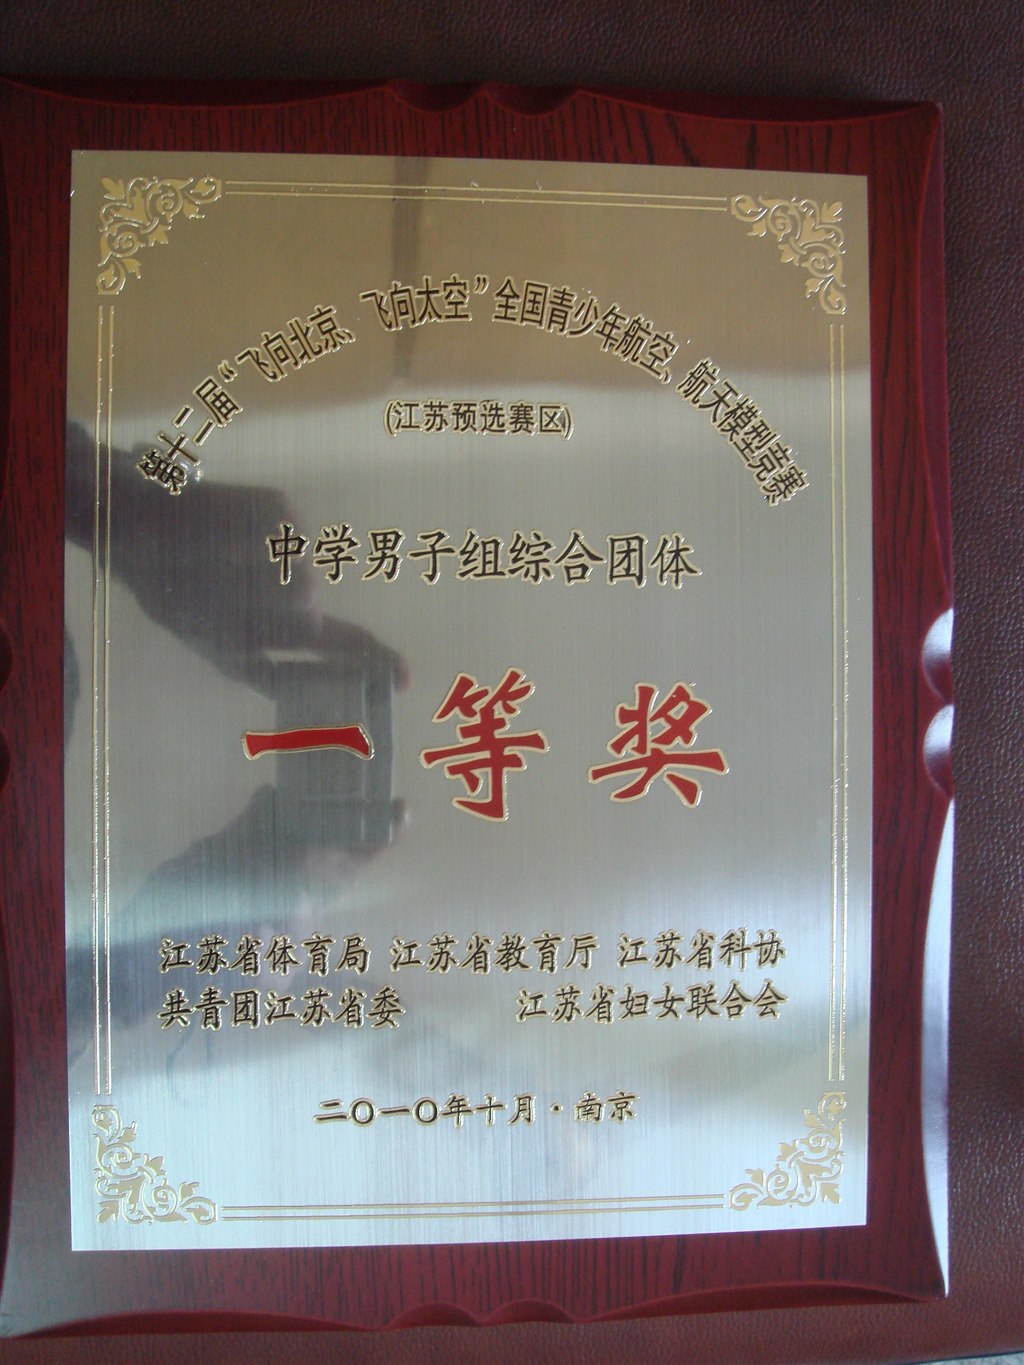 第十二届“飞向北京、飞向太空”全国青少年航空、航天模型竞赛
(江苏预选赛区)
中学男子组综合团体
一等奖
江苏省体育局 江苏省教育厅 江苏省科协
共青团江苏省委 江苏省妇女联合会
二〇一〇年十月·南京